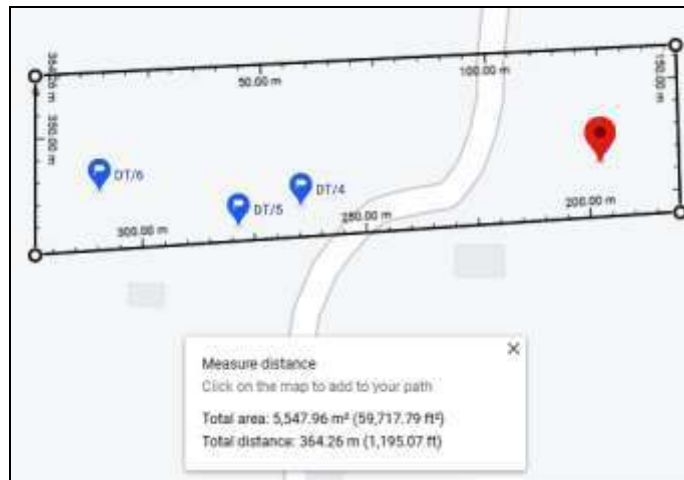 364.26 m
50.00 m
100.00 m
150.00 m
350.00 m
DT/6
DT/5
DT/4
300.00 m
250.00 m
200.00 m
Measure distance
Click on the map to add to your path
Total area: 5,547.96 m² (59,717.79 ft²)
Total distance: 364.26 m (1,195.07 ft)